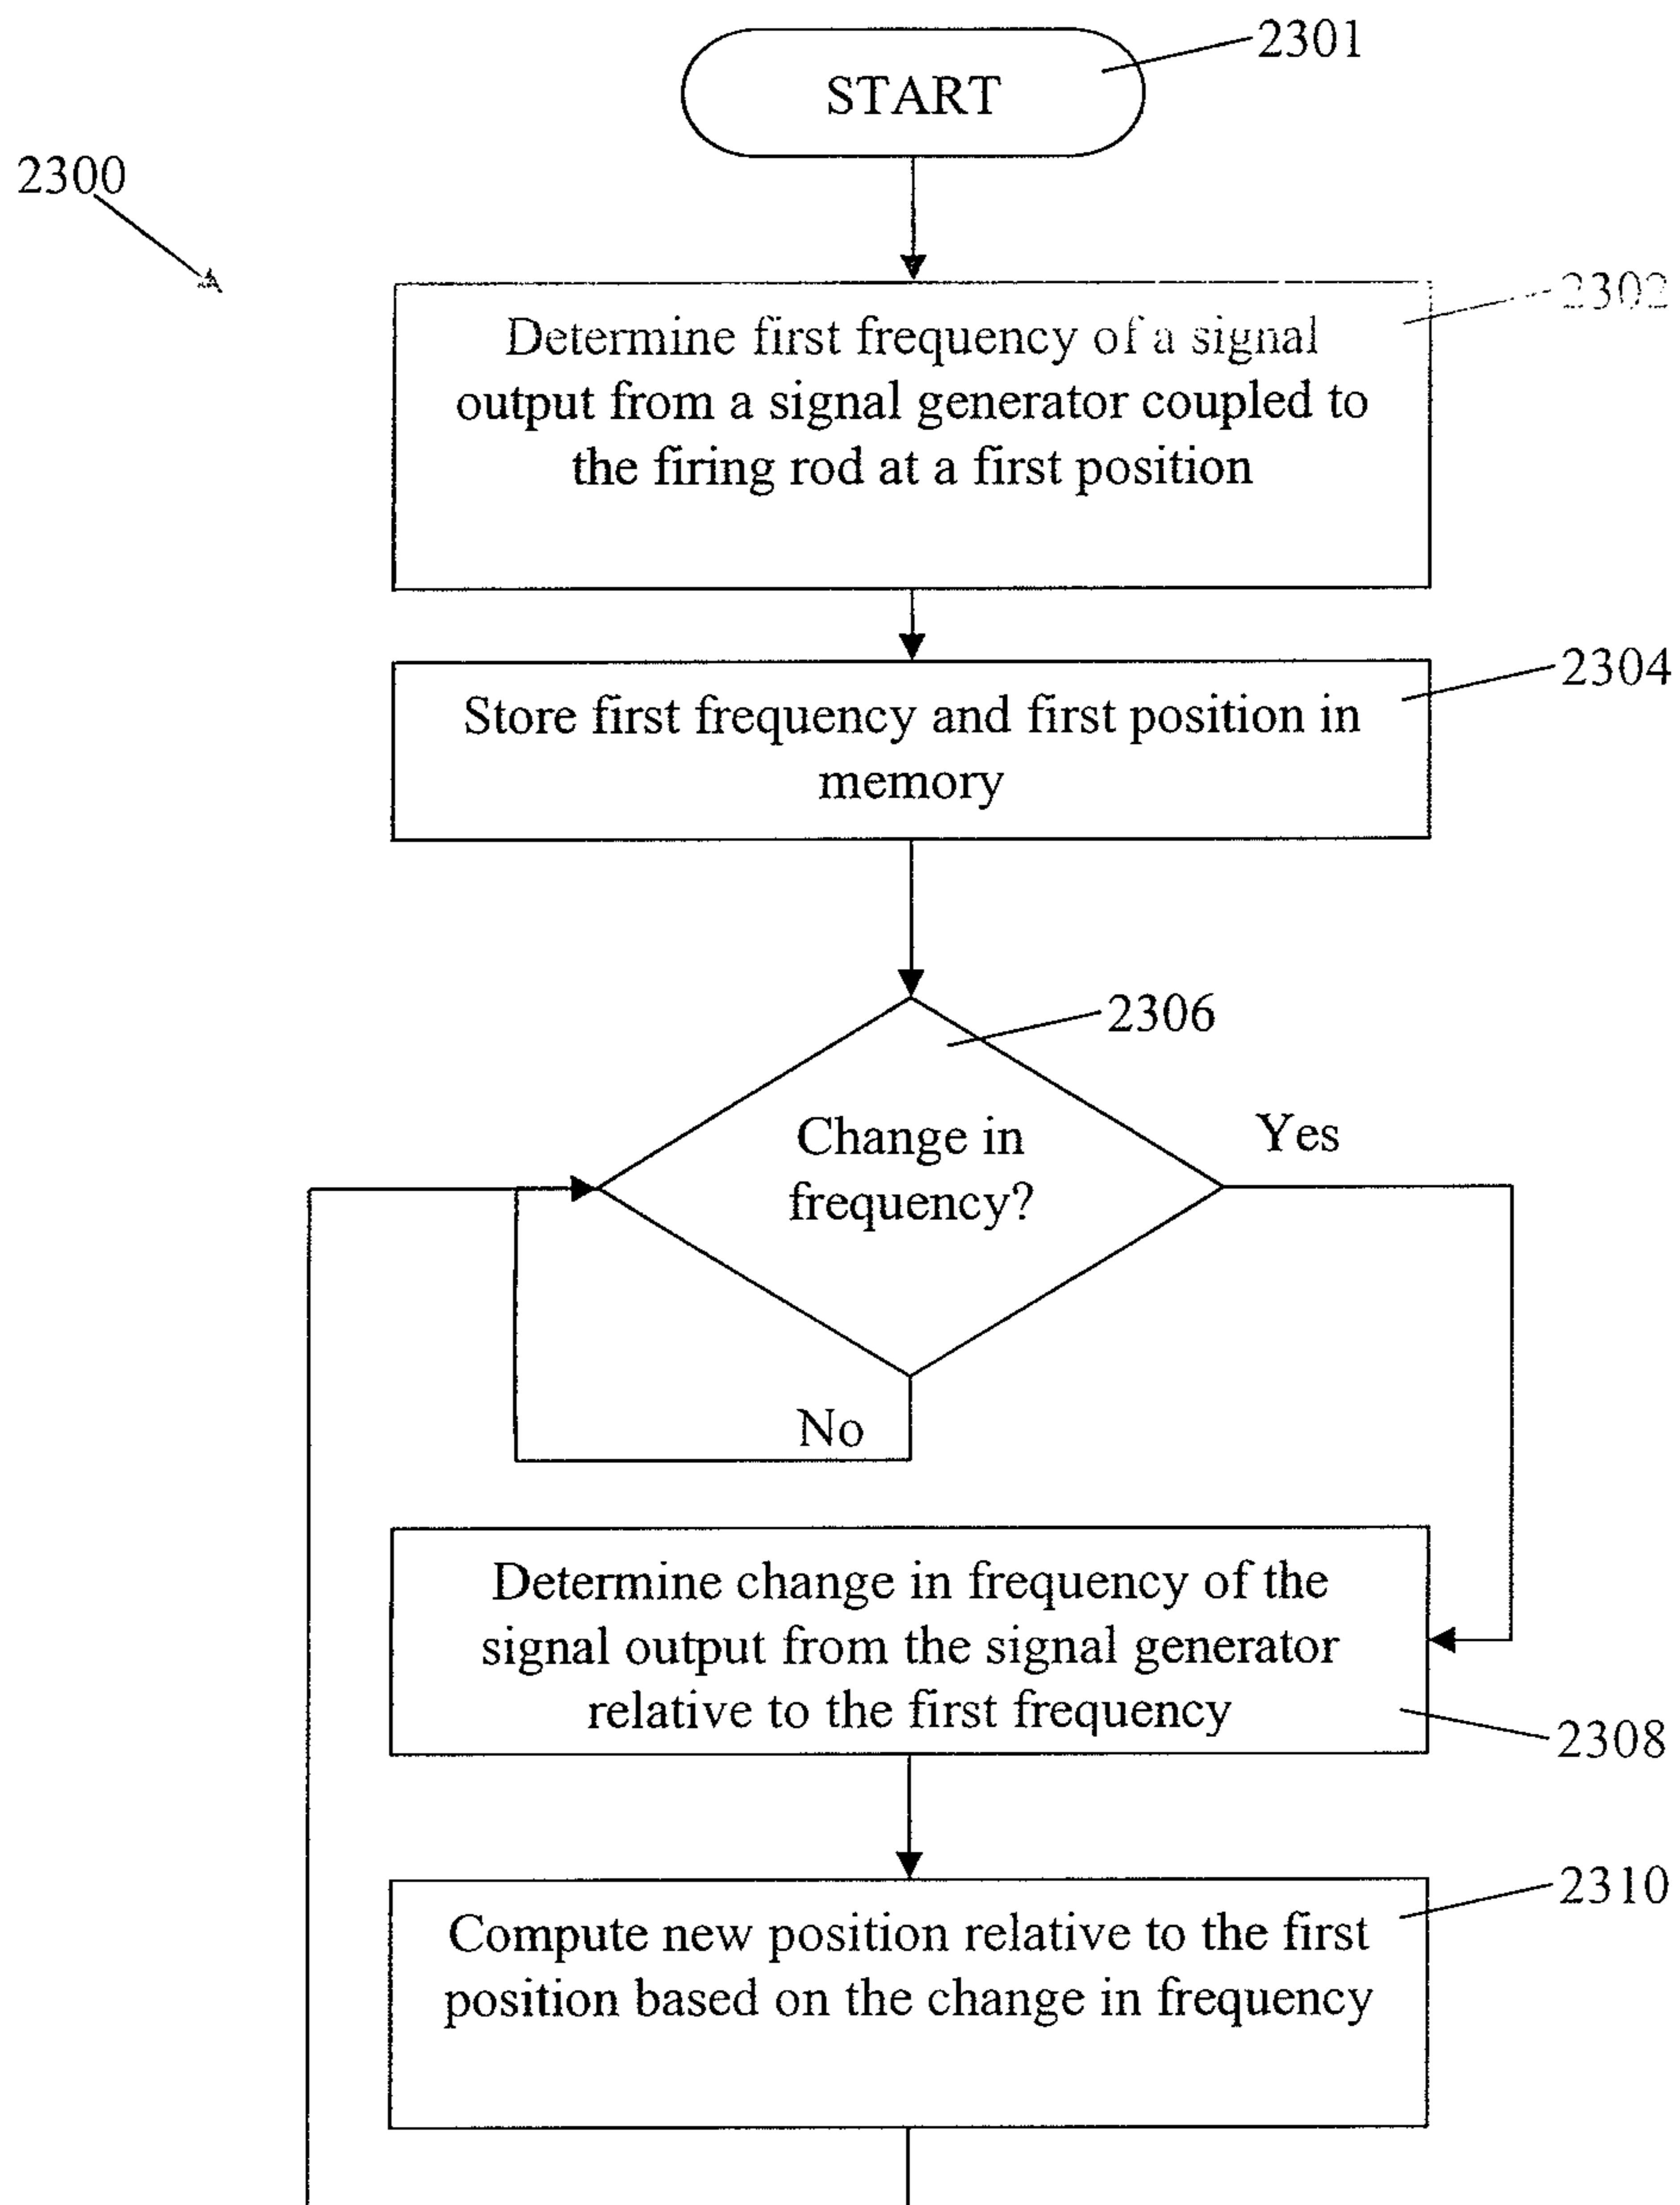 2301
START
2300
2302
Determine first frequency of a signal
output from a signal generator coupled to
the firing rod at a first position
2304
Store first frequency and first position in
memory
2306
Change in
frequency?
Yes
No
Determine change in frequency of the
signal output from the signal generator
relative to the first frequency
2308
2310
Compute new position relative to the first
position based on the change in frequency